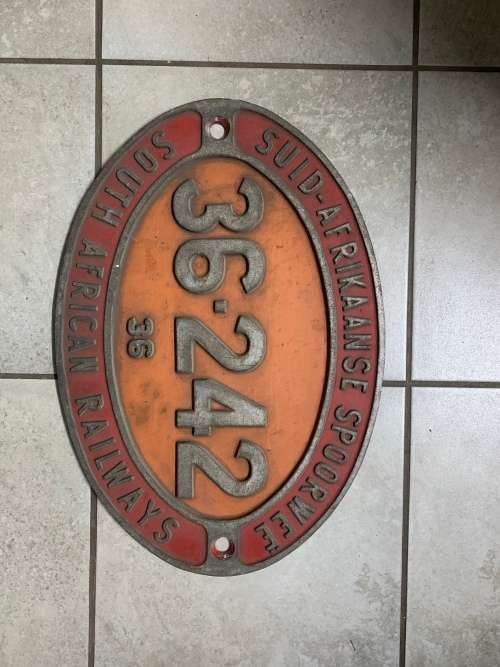 SUID-AFRIKAANSE SPOORWEË
36·242
36
SOUTH AFRICAN RAILWAYS